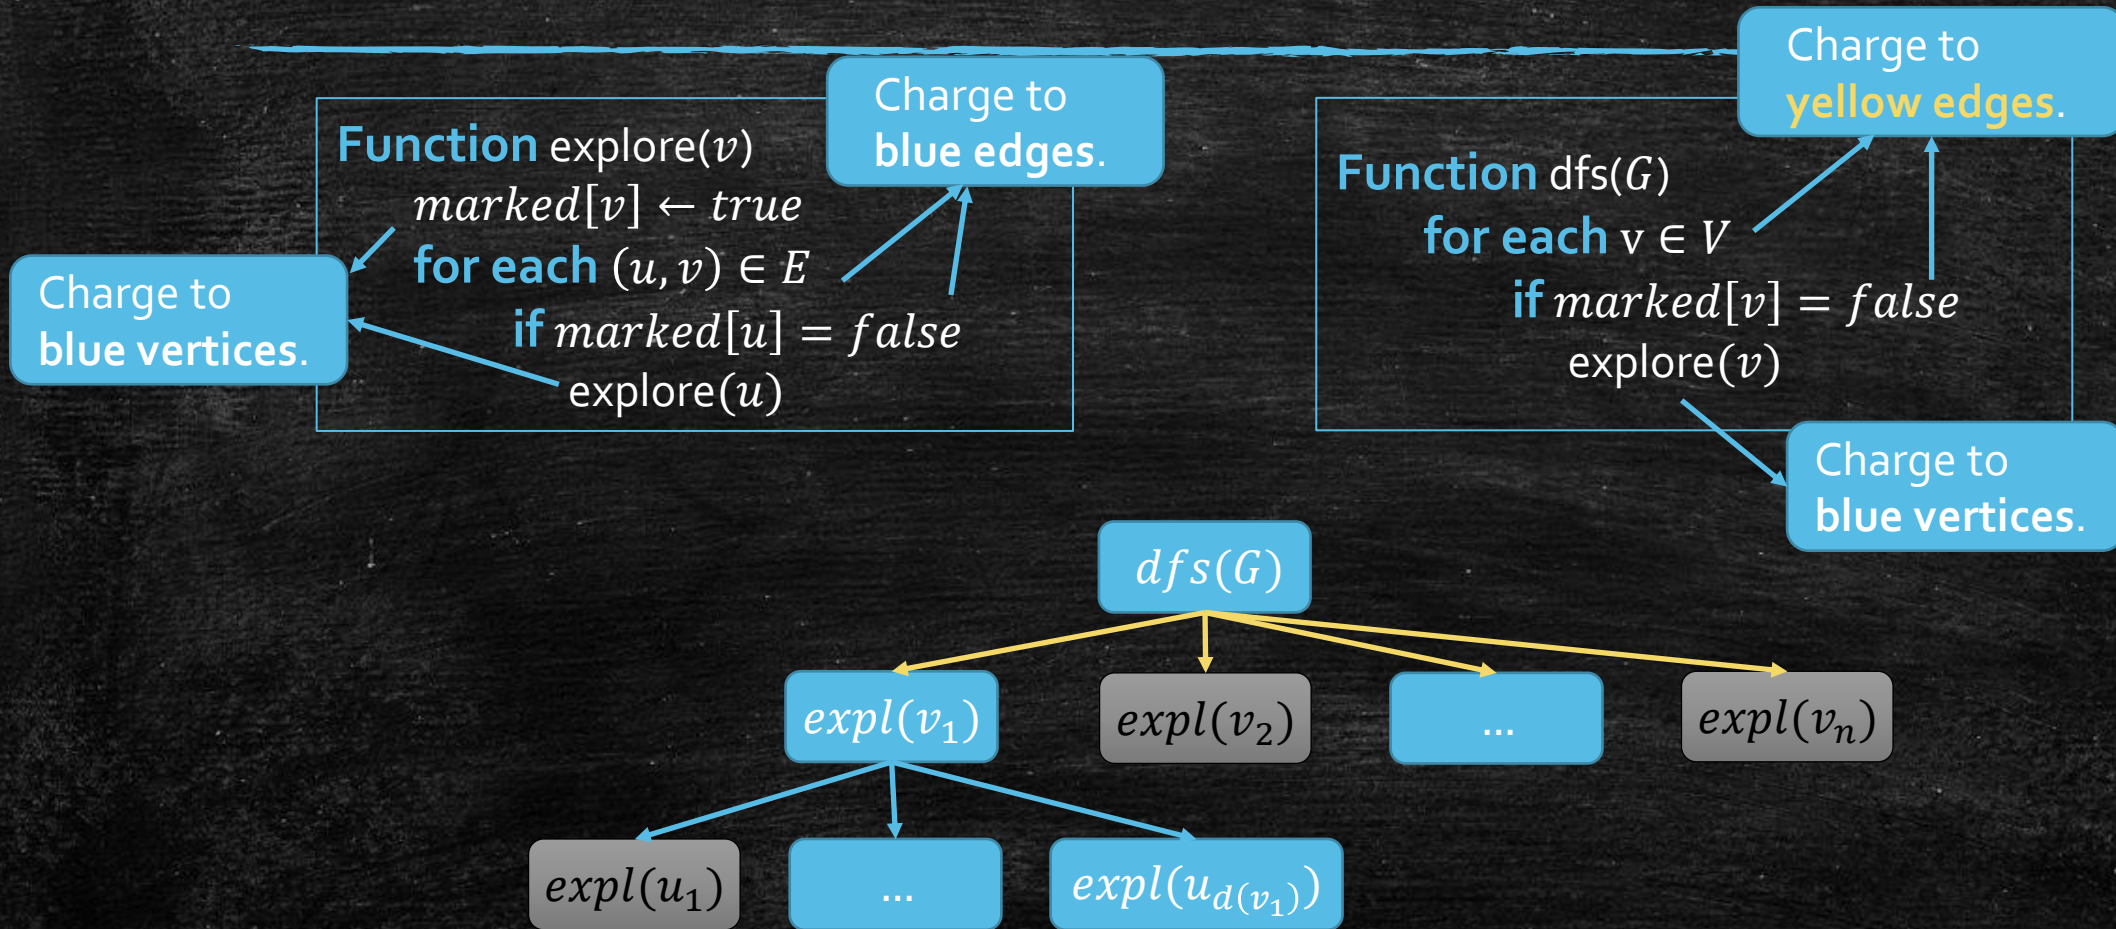 Charge to
blue edges.
Charge to
yellow edges.
Function explore(𝑣)
𝑚𝑎𝑟𝑘𝑒𝑑[𝑣] ← 𝑡𝑟𝑢𝑒
for each (𝑢, 𝑣) ∈ 𝐸
if 𝑚𝑎𝑟𝑘𝑒𝑑[𝑢] = 𝑓𝑎𝑙𝑠𝑒
explore(𝑢)
Charge to
blue vertices.
Function dfs(𝐺)
for each v ∈ 𝑉
if 𝑚𝑎𝑟𝑘𝑒𝑑[𝑣] = 𝑓𝑎𝑙𝑠𝑒
explore(𝑣)
Charge to
blue vertices.
𝑑𝑓𝑠(𝐺)
𝑒𝑥𝑝𝑙(𝑣₁)
𝑒𝑥𝑝𝑙(𝑣₂)
...
𝑒𝑥𝑝𝑙(𝑣ₙ)
𝑒𝑥𝑝𝑙(𝑢₁)
...
𝑒𝑥𝑝𝑙(𝑢_{𝑑(𝑣₁)})